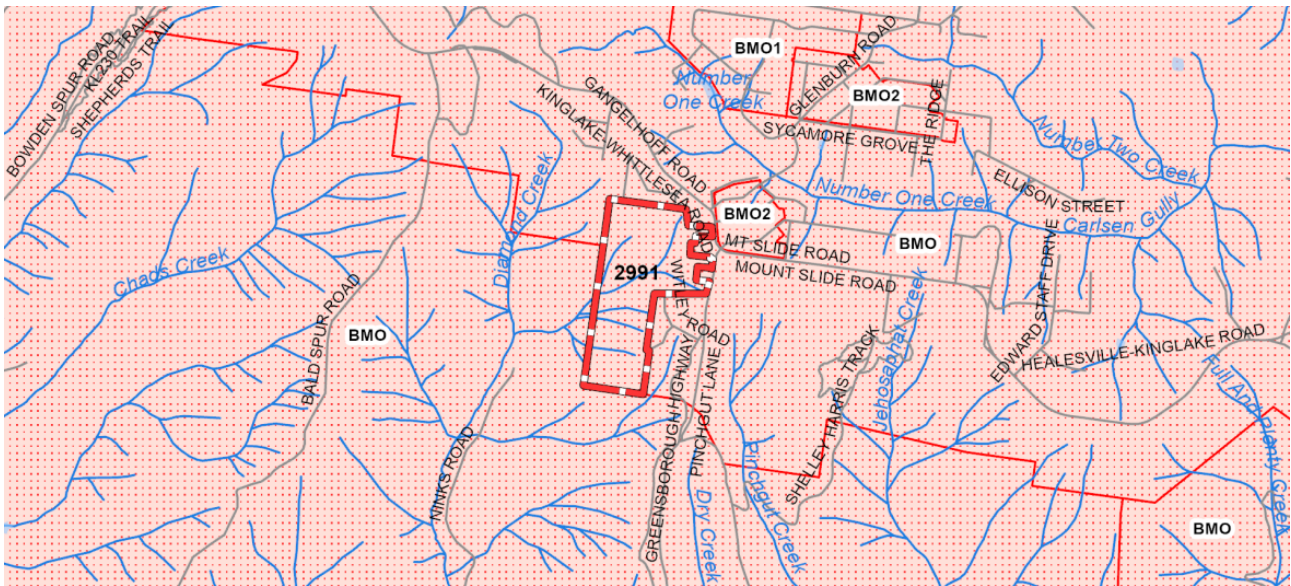 BOWDEN SPUR ROAD
KL230 TRAIL
SHEPHERDS TRAIL
BMO1
Number
One Creek
GLENBURN ROAD
BMO2
GANGELHOFF ROAD
KINGLAKE-WHITTLESEA ROAD
SYCAMORE GROVE
THE RIDGE
Number Two Creek
Diamond Creek
Number One Creek
ELLISON STREET
Carlsen Gully
BMO2
BMO
MT SLIDE ROAD
MOUNT SLIDE ROAD
2991
WITLEY ROAD
Chads Creek
BALD SPUR ROAD
BMO
EDWARD STAFF DRIVE
HEALESVILLE-KINGLAKE ROAD
Jehosaphat Creek
SHELLEY HARRIS TRACK
Full And Plenty Creek
GREENSBOROUGH HIGHWAY
PINCHGUT LANE
NINKS ROAD
Dry Creek
Pinchgut Creek
BMO